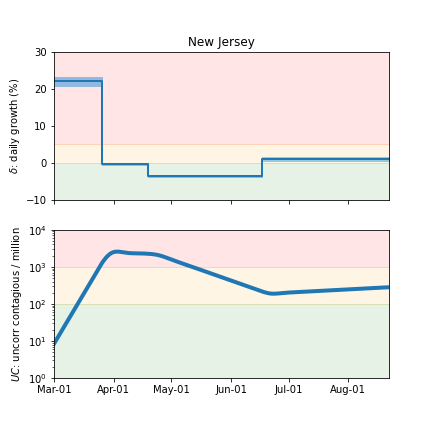 New Jersey
δ: daily growth (%)
30
20
10
0
−10
UC: uncorr contagious / million
10⁴
10³
10²
10¹
10⁰
Mar-01 Apr-01 May-01 Jun-01 Jul-01 Aug-01